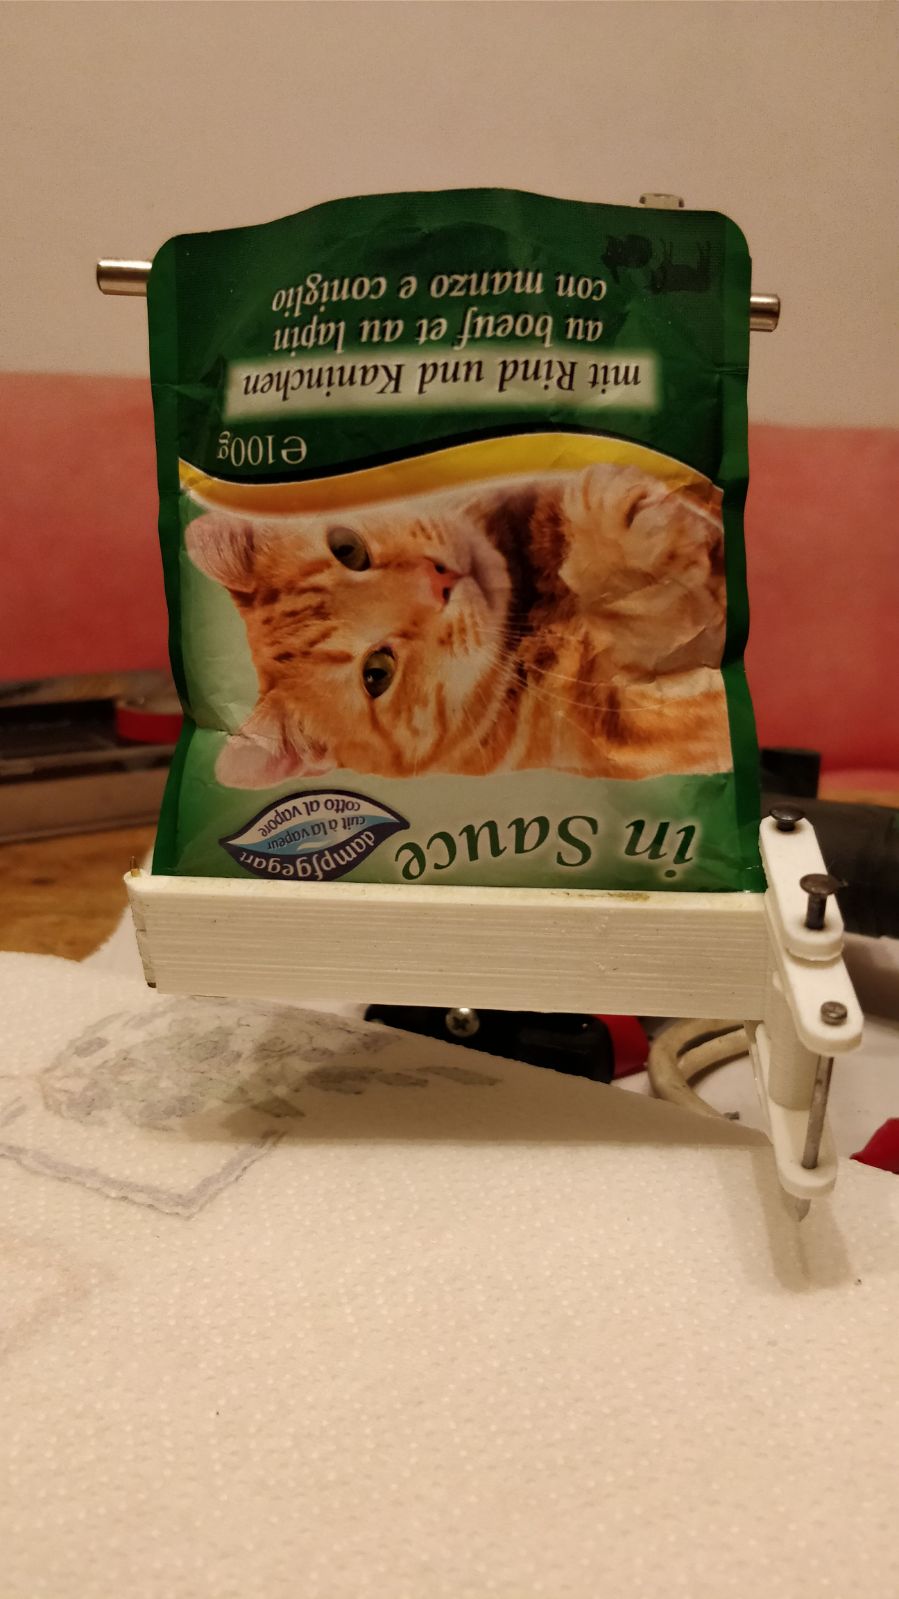 in Sauce
dampfgegart
cuit à la vapeur
cotto al vapore
e100g
mit Rind und Kaninchen
au boeuf et au lapin
con manzo e coniglio